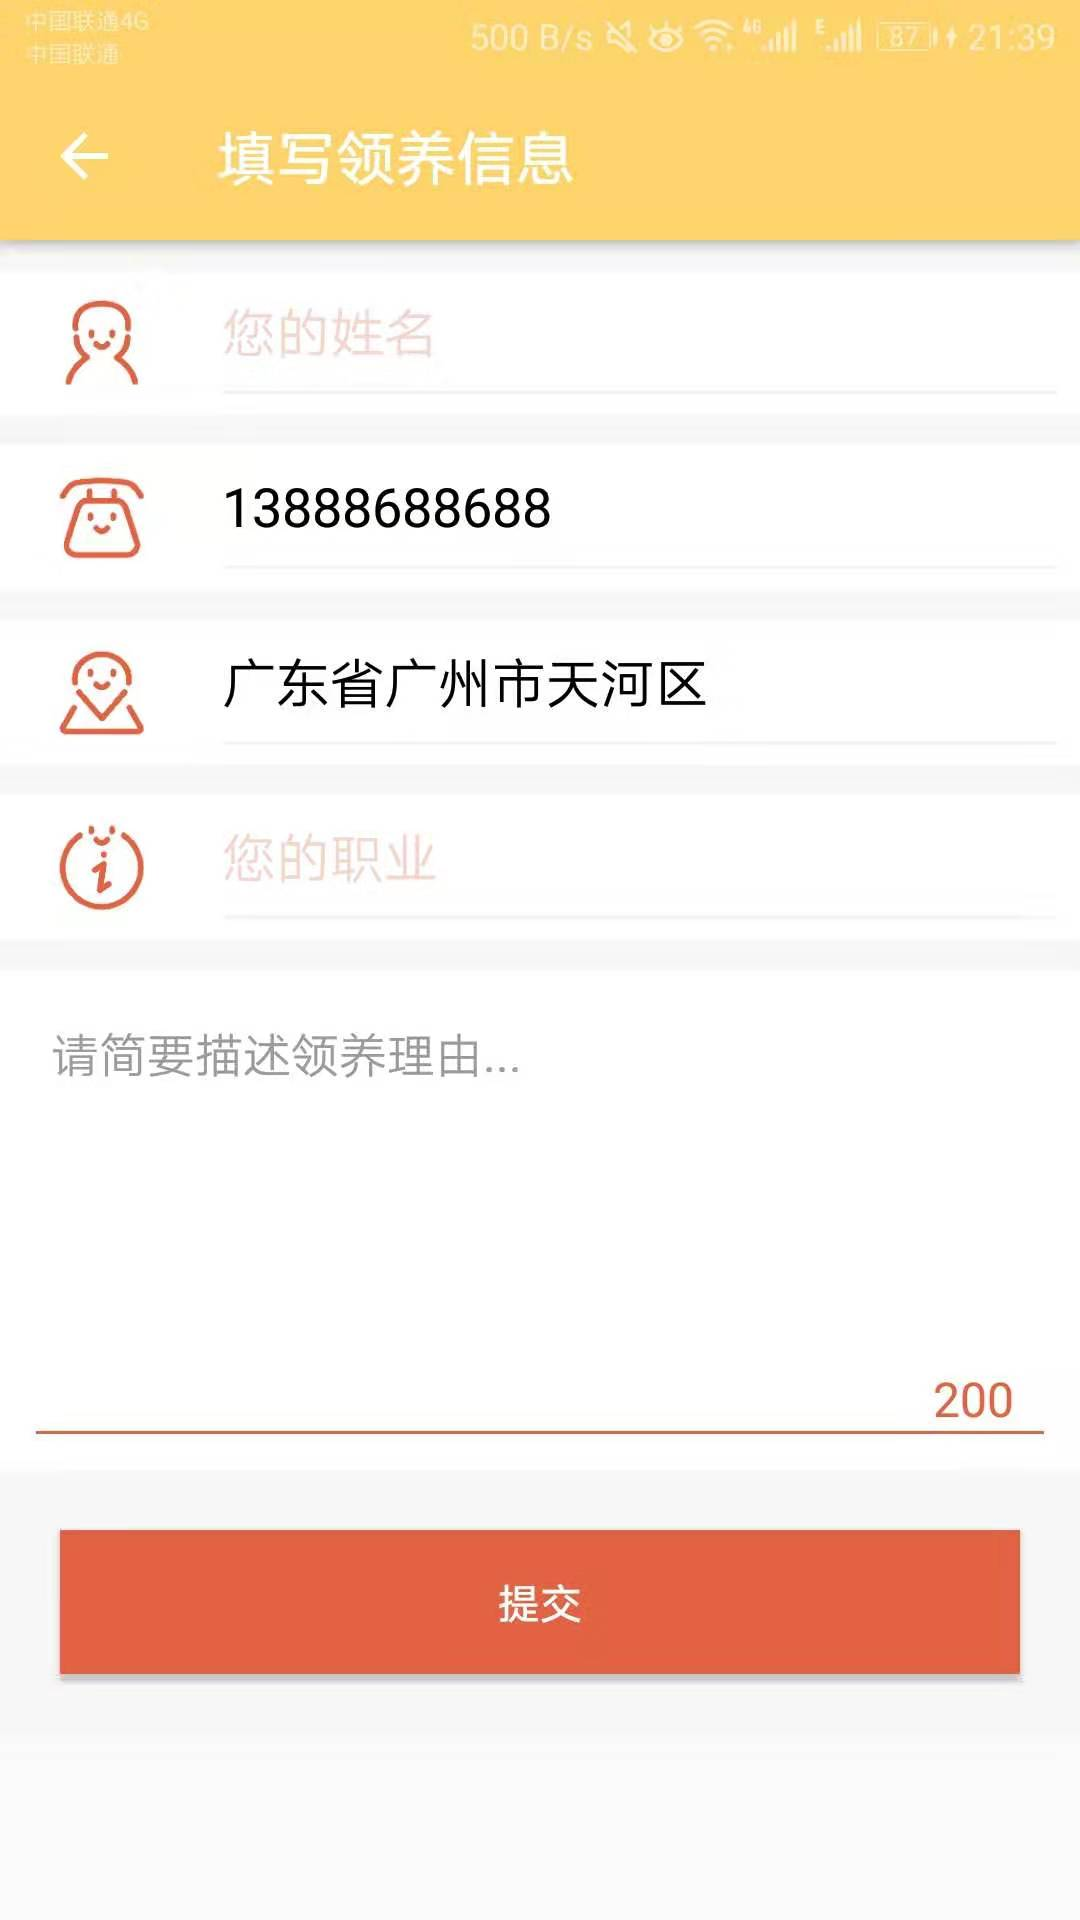 中国联通4G
中国联通
500 B/s 4G E 87 21:39
填写领养信息
您的姓名
13888688688
广东省广州市天河区
您的职业
请简要描述领养理由...
200
提交